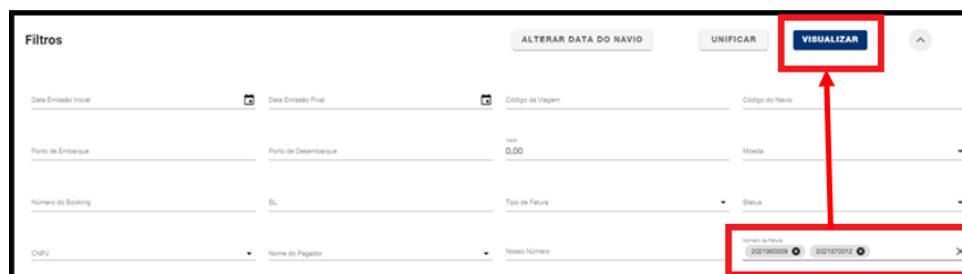 Filtros ALTERAR DATA DO NAVIO UNIFICAR VISUALIZAR
Data Emissão Inicial Data Emissão Final Código da Viagem Código do Navio
Porto de Embarque Porto de Desembarque Valor 0,00 Moeda
Número do Booking BL Tipo de Fatura Status
CNPJ Nome do Pagador Nosso Número Número da Fatura
2021980009 2021970012